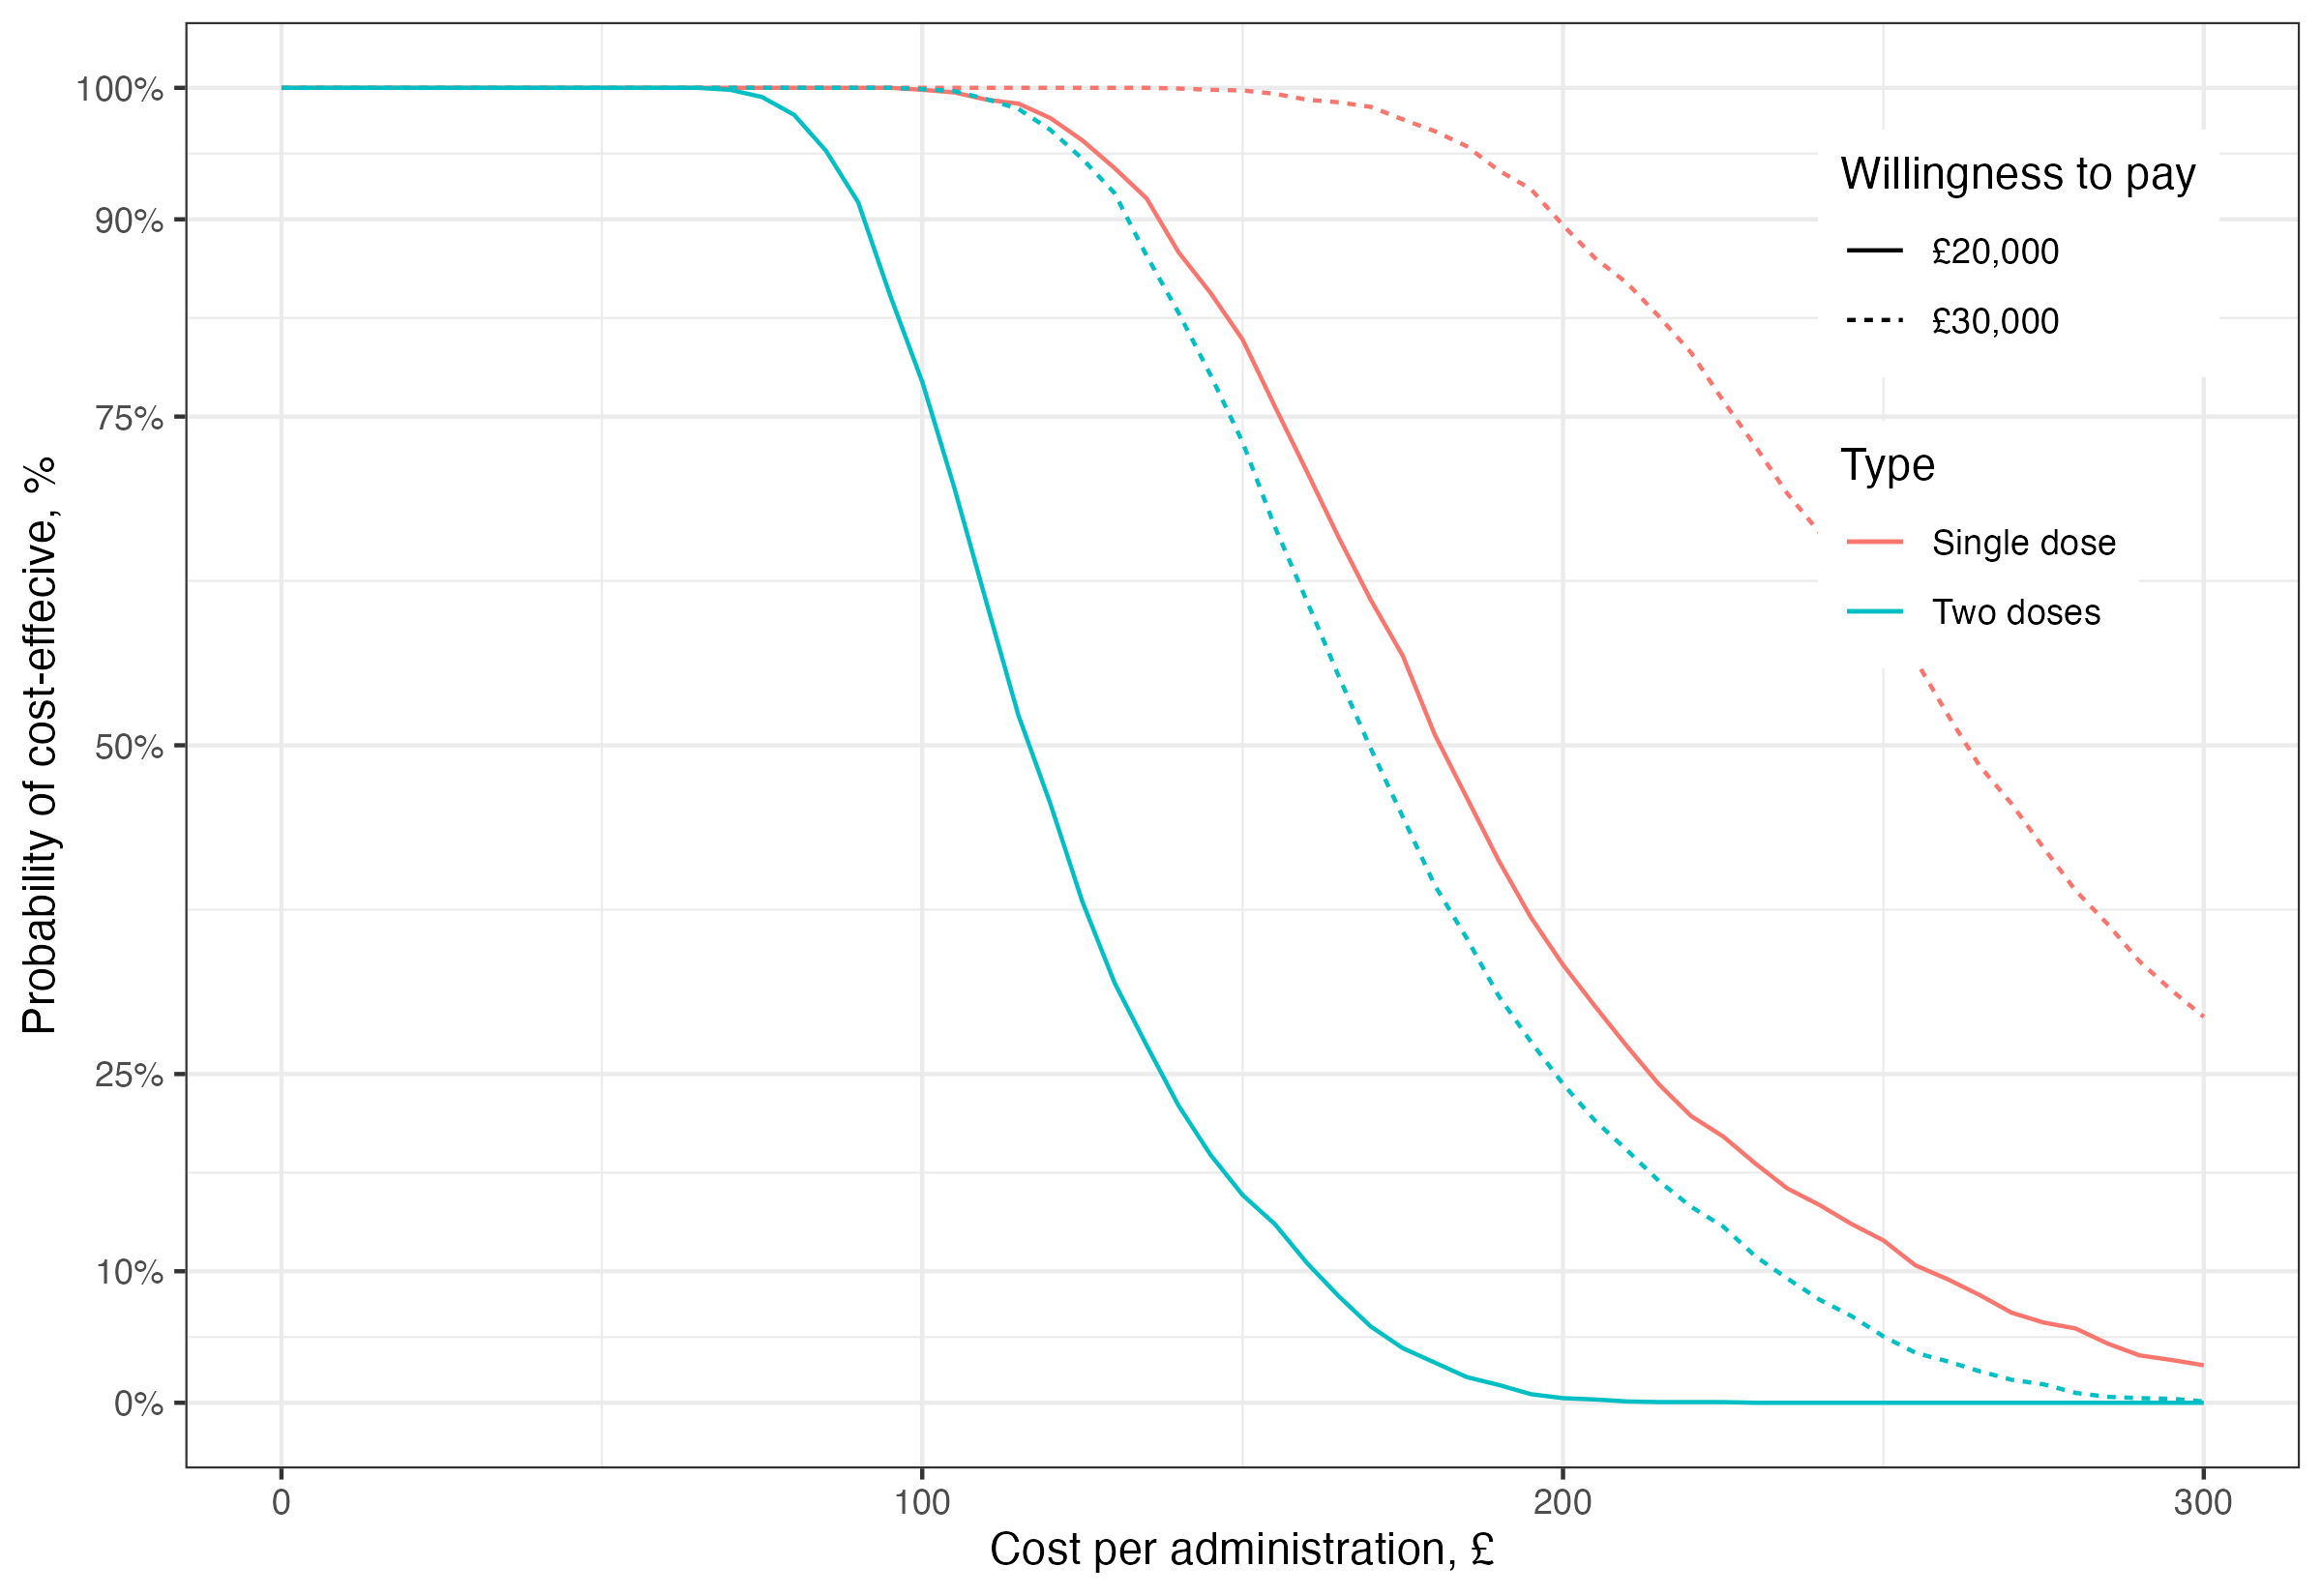 100%
90%
75%
50%
25%
10%
0%
Probability of cost-effecive, %
0
100
200
300
Cost per administration, £
Willingness to pay
£20,000
£30,000
Type
Single dose
Two doses